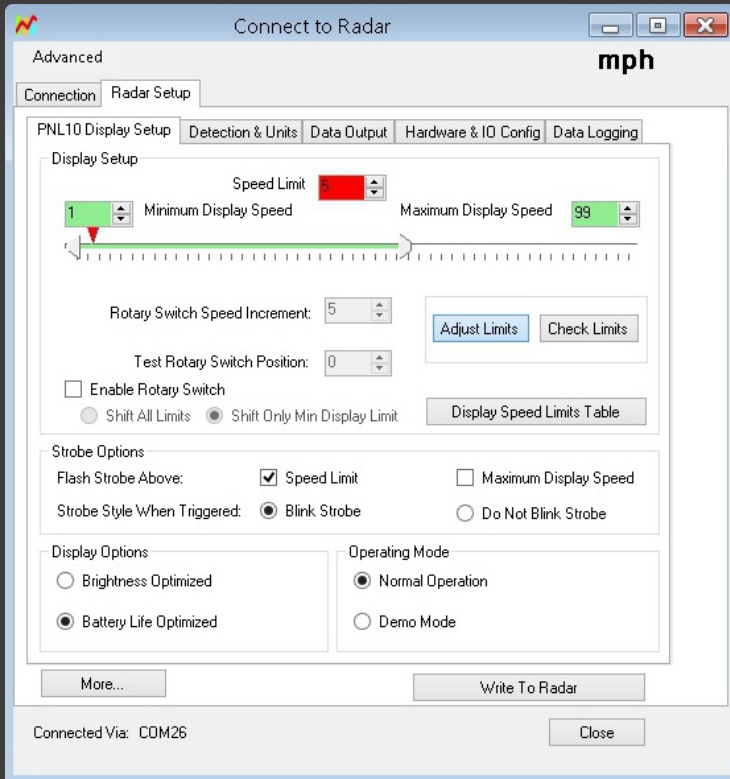 Connect to Radar
Advanced
mph
Connection Radar Setup
PNL10 Display Setup Detection & Units Data Output Hardware & IO Config Data Logging
Display Setup
Speed Limit 5
1 Minimum Display Speed Maximum Display Speed 99
Rotary Switch Speed Increment: 5
Adjust Limits Check Limits
Test Rotary Switch Position: 0
Enable Rotary Switch
Shift All Limits Shift Only Min Display Limit Display Speed Limits Table
Strobe Options
Flash Strobe Above: Speed Limit Maximum Display Speed
Strobe Style When Triggered: Blink Strobe Do Not Blink Strobe
Display Options Operating Mode
Brightness Optimized Normal Operation
Battery Life Optimized Demo Mode
More... Write To Radar
Connected Via: COM26 Close